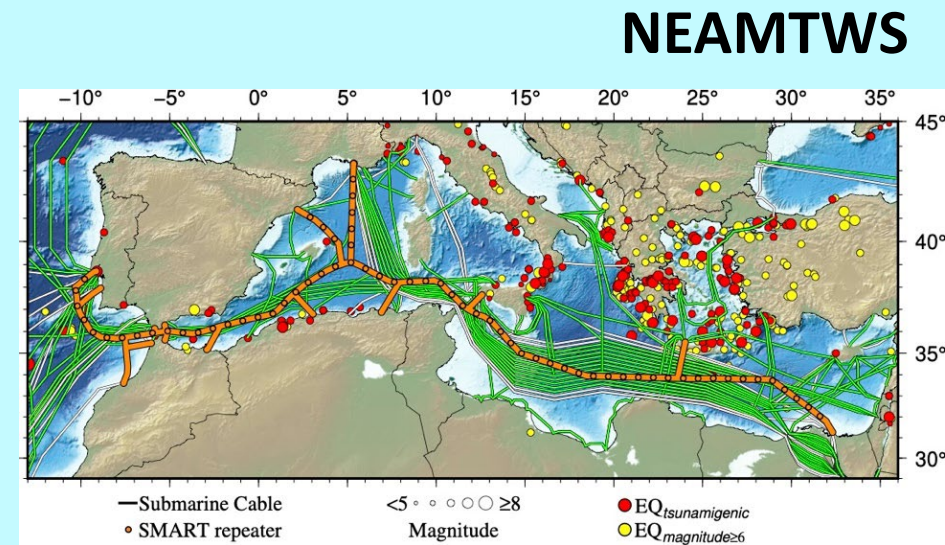 NEAMTWS
−10° −5° 0° 5° 10° 15° 20° 25° 30° 35°
45°
40°
35°
30°
Submarine Cable <5 ≥8 EQtsunamigenic
SMART repeater Magnitude EQmagnitude≥6